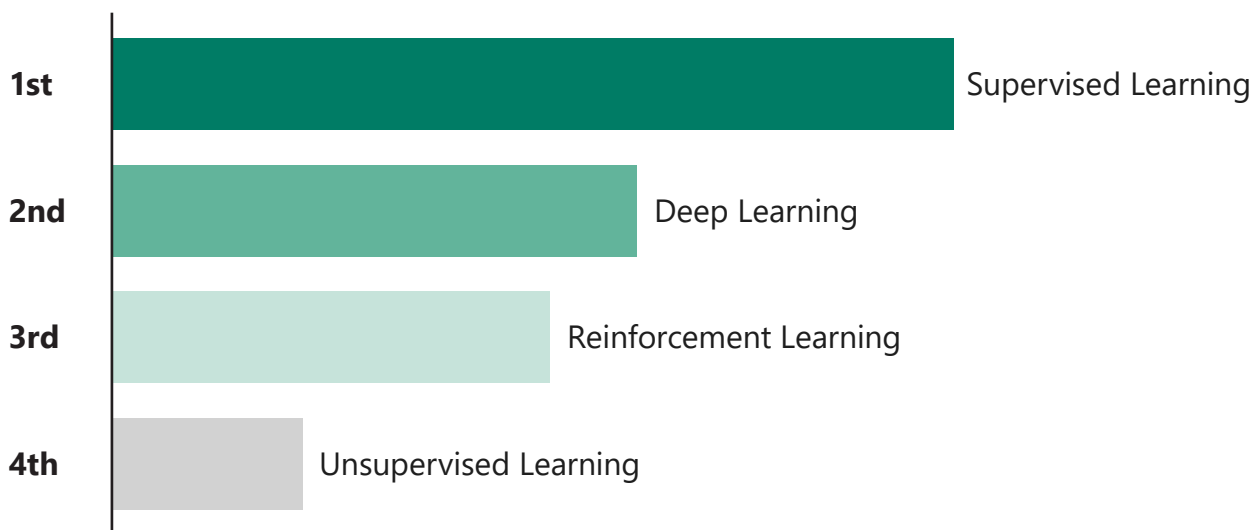 1st
Supervised Learning
2nd
Deep Learning
3rd
Reinforcement Learning
4th
Unsupervised Learning